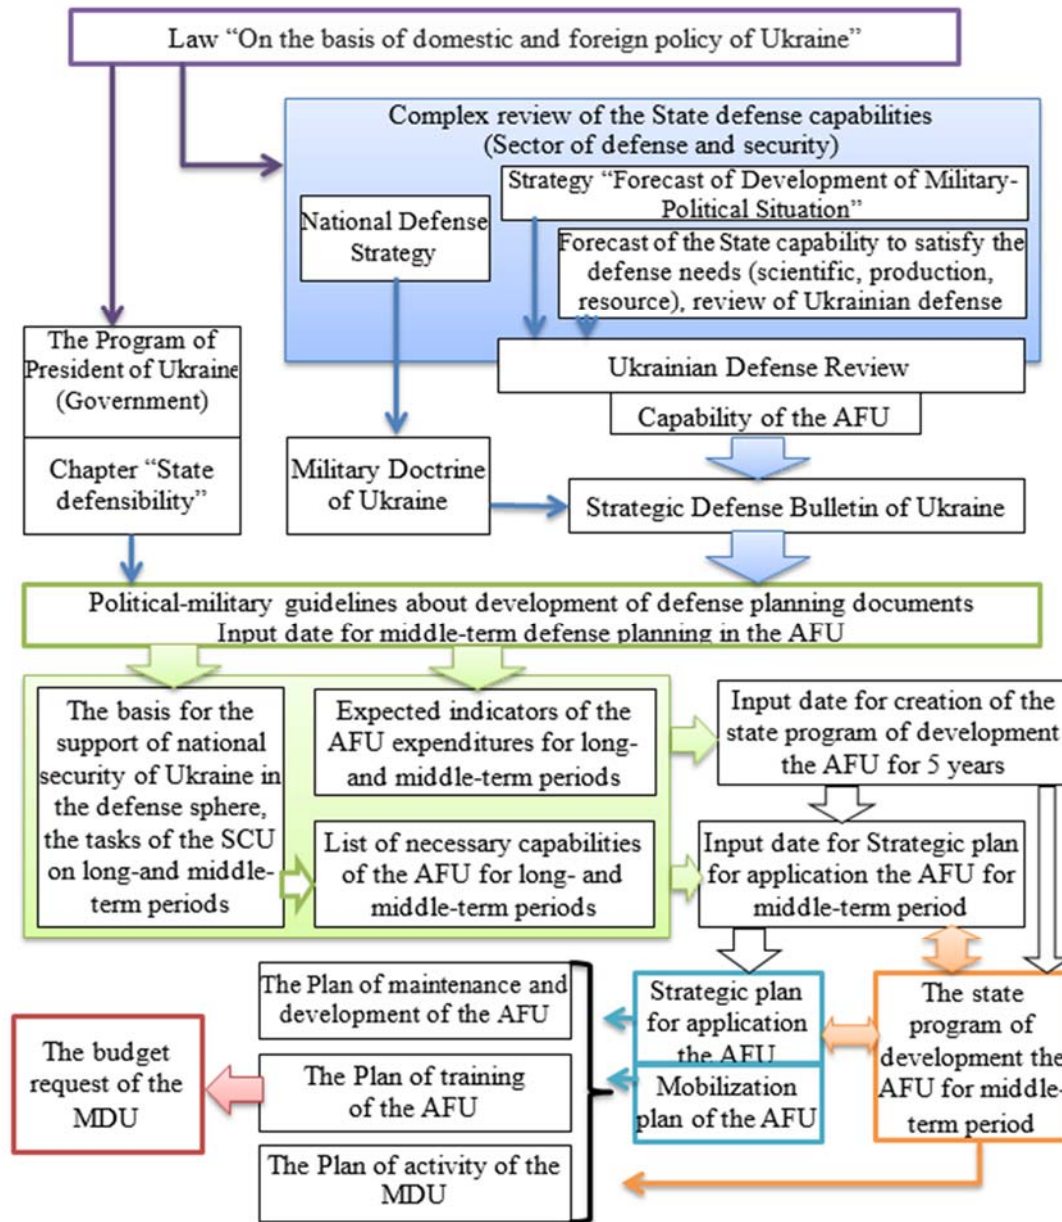 Law “On the basis of domestic and foreign policy of Ukraine”
Complex review of the State defense capabilities
(Sector of defense and security)
National Defense
Strategy
Strategy “Forecast of Development of Military-
Political Situation”
Forecast of the State capability to satisfy the
defense needs (scientific, production,
resource), review of Ukrainian defense
The Program of
President of Ukraine
(Government)
Ukrainian Defense Review
Capability of the AFU
Chapter “State
defensibility”
Military Doctrine
of Ukraine
Strategic Defense Bulletin of Ukraine
Political-military guidelines about development of defense planning documents
Input date for middle-term defense planning in the AFU
The basis for the
support of national
security of Ukraine in
the defense sphere,
the tasks of the SCU
on long-and middle-
term periods
Expected indicators of the
AFU expenditures for long-
and middle-term periods
List of necessary capabilities
of the AFU for long- and
middle-term periods
Input date for creation of the
state program of development
the AFU for 5 years
Input date for Strategic plan
for application the AFU for
middle-term period
The budget
request of the
MDU
The Plan of maintenance and
development of the AFU
The Plan of training
of the AFU
The Plan of activity of the
MDU
Strategic plan
for application
the AFU
Mobilization
plan of the AFU
The state
program of
development the
AFU for middle-
term period